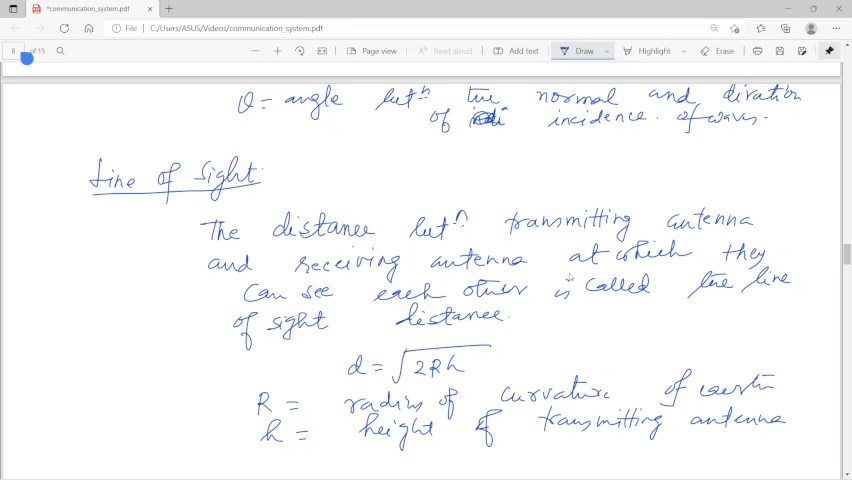 *communication_system.pdf
File C:/Users/ASUS/Videos/communication_system.pdf
8 of 15 Page view Read aloud Add text Draw Highlight Erase
θ = angle betⁿ the normal and diration
of incidence of waves.
Line of Sight.
The distance betⁿ transmitting antenna
and receiving antenna at which they
can see each other is called the line
of sight distance.
d = √2Rh
R = radius of curvature of earth
h = height of transmitting antenna